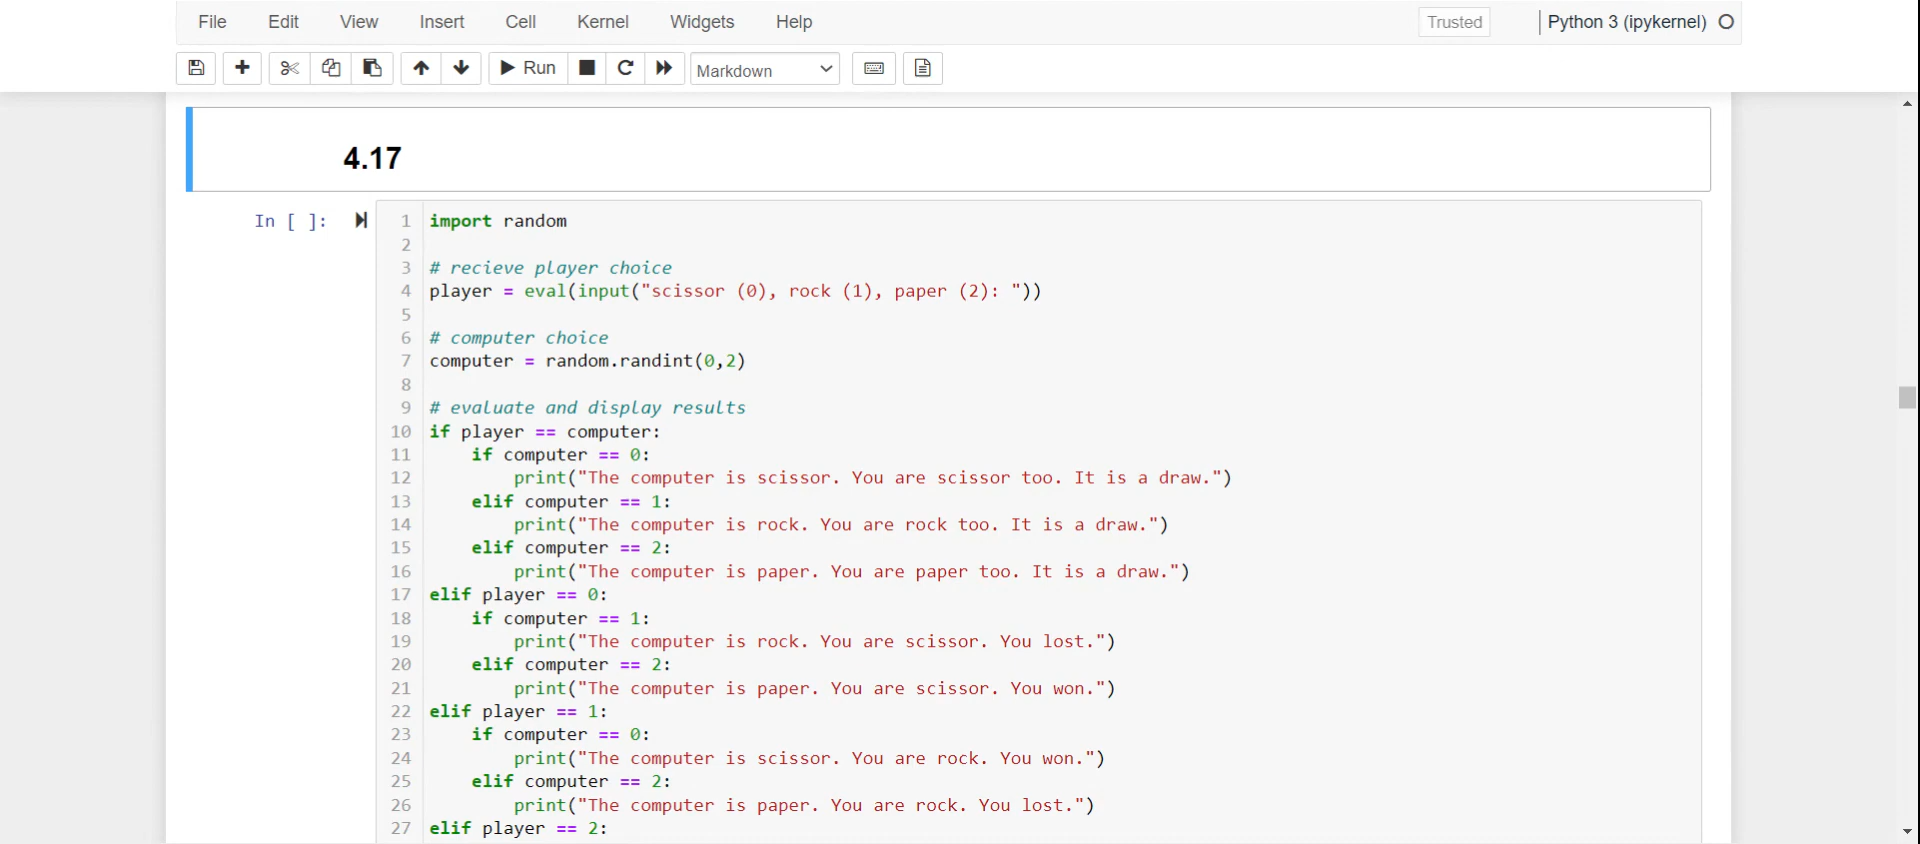 File Edit View Insert Cell Kernel Widgets Help Trusted Python 3 (ipykernel)
Run Markdown
4.17
In [ ]:
1 import random
2
3 # recieve player choice
4 player = eval(input("scissor (0), rock (1), paper (2): "))
5
6 # computer choice
7 computer = random.randint(0,2)
8
9 # evaluate and display results
10 if player == computer:
11     if computer == 0:
12         print("The computer is scissor. You are scissor too. It is a draw.")
13     elif computer == 1:
14         print("The computer is rock. You are rock too. It is a draw.")
15     elif computer == 2:
16         print("The computer is paper. You are paper too. It is a draw.")
17 elif player == 0:
18     if computer == 1:
19         print("The computer is rock. You are scissor. You lost.")
20     elif computer == 2:
21         print("The computer is paper. You are scissor. You won.")
22 elif player == 1:
23     if computer == 0:
24         print("The computer is scissor. You are rock. You won.")
25     elif computer == 2:
26         print("The computer is paper. You are rock. You lost.")
27 elif player == 2: